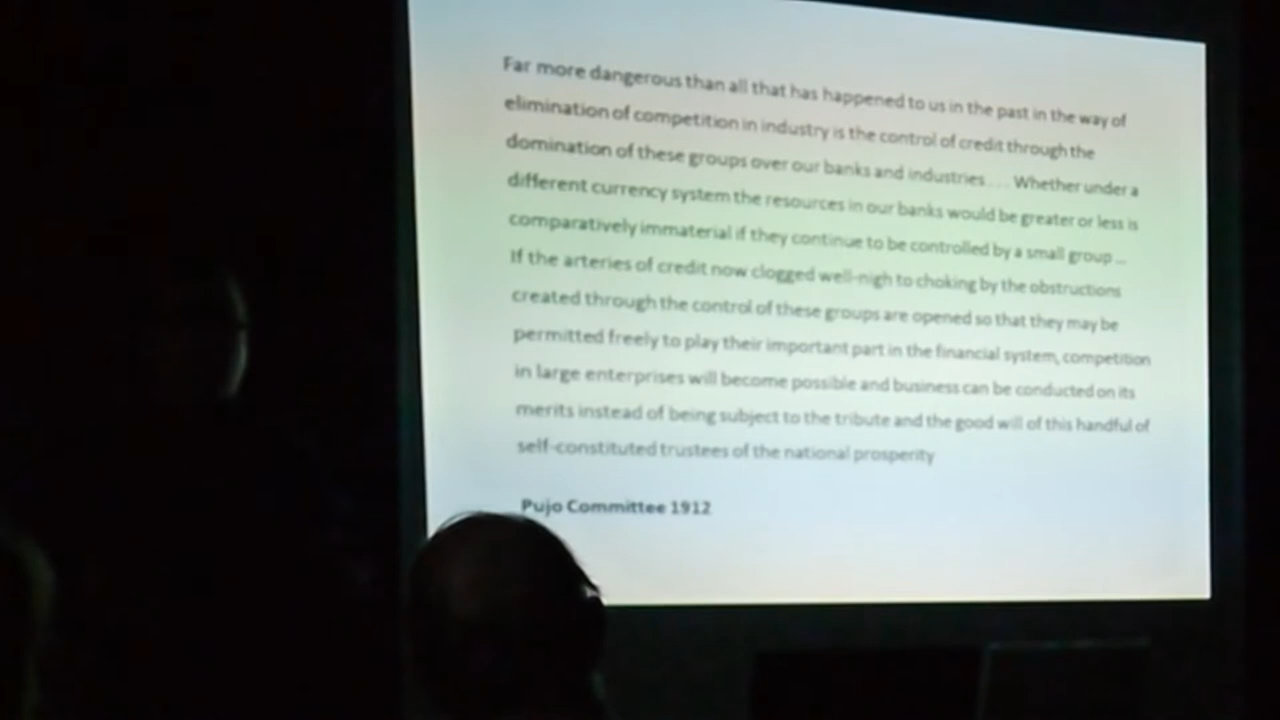 Far more dangerous than all that has happened to us in the past in the way of
elimination of competition in industry is the control of credit through the
domination of these groups over our banks and industries . . . . Whether under a
different currency system the resources in our banks would be greater or less is
comparatively immaterial if they continue to be controlled by a small group ...
If the arteries of credit now clogged well-nigh to choking by the obstructions
created through the control of these groups are opened so that they may be
permitted freely to play their important part in the financial system, competition
in large enterprises will become possible and business can be conducted on its
merits instead of being subject to the tribute and the good will of this handful of
self-constituted trustees of the national prosperity
Pujo Committee 1912